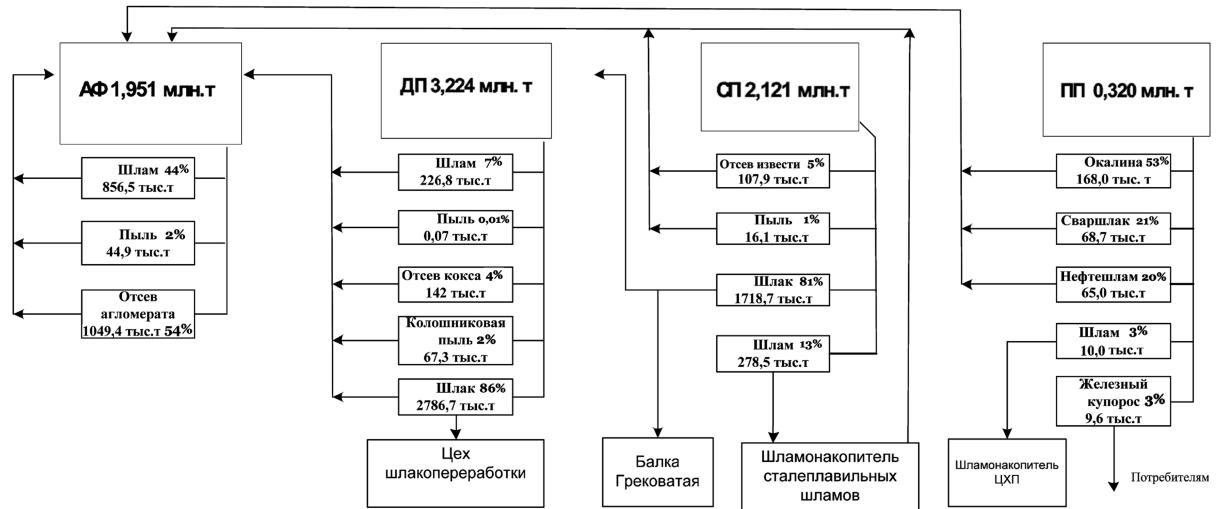 АФ 1,951 млн.т
Шлам 44%
856,5 тыс.т
Пыль 2%
44,9 тыс.т
Отсев
агломерата
1049,4 тыс.т 54%
ДП 3,224 млн. т
Шлам 7%
226,8 тыс.т
Пыль 0,01%
0,07 тыс.т
Отсев кокса 4%
142 тыс.т
Колошниковая
пыль 2%
67,3 тыс.т
Шлак 86%
2786,7 тыс.т
Цех
шлакопереработки
СП 2,121 млн.т
Отсев извести 5%
107,9 тыс.т
Пыль 1%
16,1 тыс.т
Шлак 81%
1718,7 тыс.т
Шлам 13%
278,5 тыс.т
Балка
Грековатая
Шламонакопитель
сталеплавильных
шламов
ПП 0,320 млн. т
Окалина 53%
168,0 тыс. т
Сваршлак 21%
68,7 тыс.т
Нефтешлам 20%
65,0 тыс.т
Шлам 3%
10,0 тыс.т
Железный
купорос 3%
9,6 тыс.т
Шламонакопитель
ЦХП
Потребителям